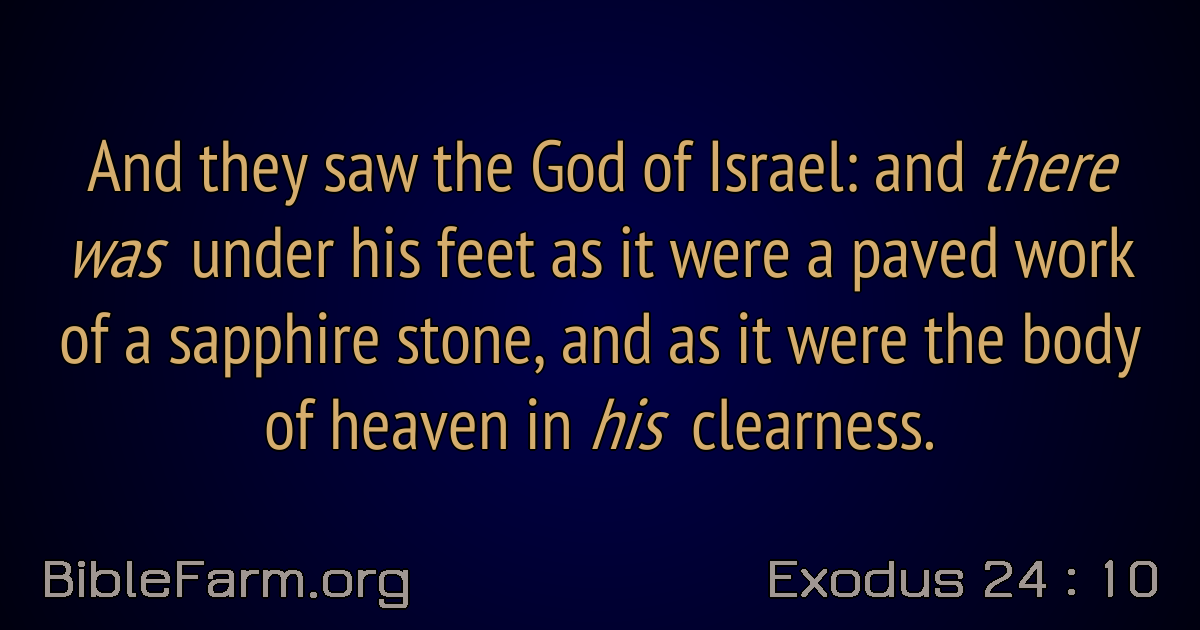 And they saw the God of Israel: and there
was under his feet as it were a paved work
of a sapphire stone, and as it were the body
of heaven in his clearness.
BibleFarm.org
Exodus 24 : 10